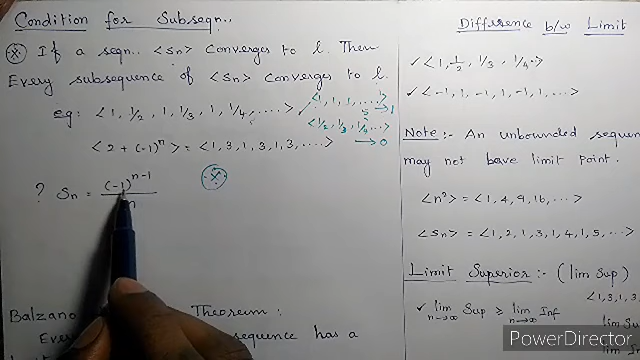 Condition for Subseqn..
(*) If a seqn.. <Sn> converges to l. Then
Every subsequence of <Sn> converges to l.
eg: <1, 1/2, 1, 1/3, 1, 1/4, ....>
<1, 1, 1, ... 1>
→ 1
<1/2, 1/3, 1/4...>
→ 0
<2 + (-1)^n> = <1, 3, 1, 3, 1, 3, ....>
? Sn = (-1)^(n-1) / n
(*)
Theorem :
sequence has a
Difference b/w Limit
✓ <1, 1/2, 1/3, 1/4..>
✓ <-1, 1, -1, 1, -1, 1, ...>
Note :- An unbounded sequen
may not have limit point.
<n²> = <1, 4, 9, 16, ...>
<Sn> = <1, 2, 1, 3, 1, 4, 1, 5, ...>
Limit Superior :- (lim Sup)
<1, 3, 1, 3,
✓ lim n→∞ Sup ≥ lim n→∞ Inf
lim Su
PowerDirector